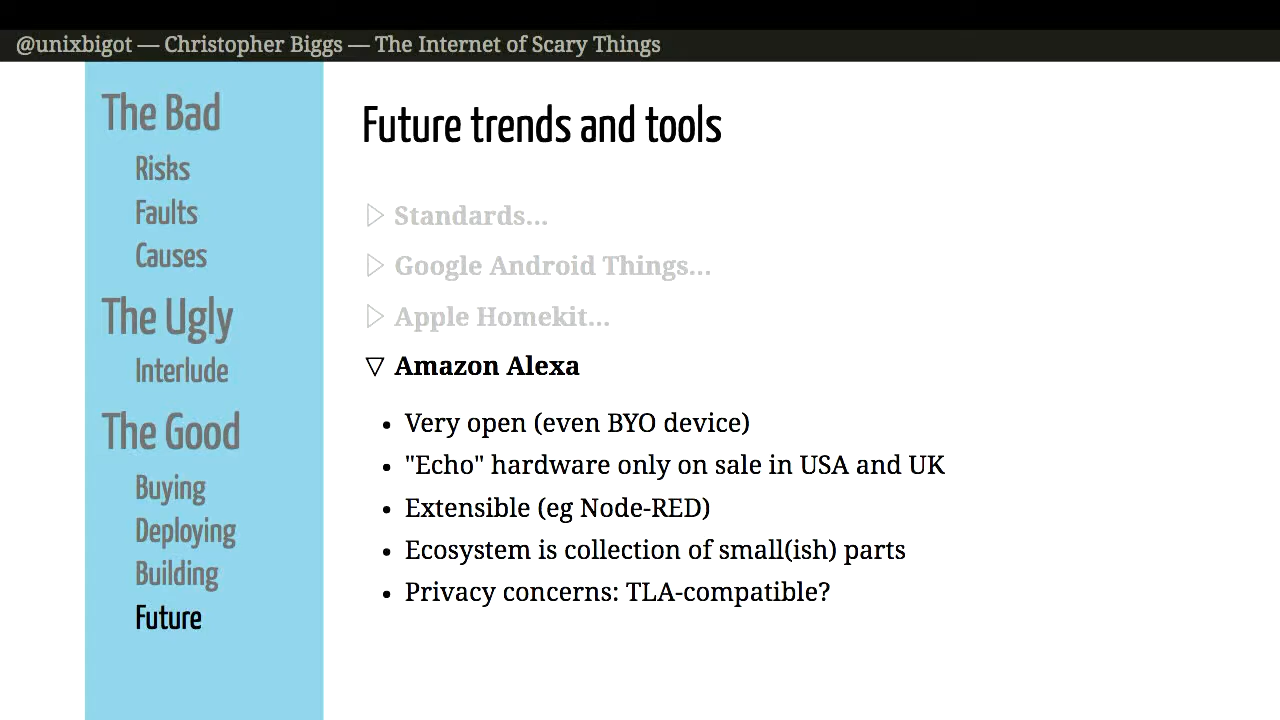 @unixbigot — Christopher Biggs — The Internet of Scary Things
The Bad
Risks
Faults
Causes
The Ugly
Interlude
The Good
Buying
Deploying
Building
Future
Future trends and tools
▷ Standards...
▷ Google Android Things...
▷ Apple Homekit...
▽ Amazon Alexa
• Very open (even BYO device)
• "Echo" hardware only on sale in USA and UK
• Extensible (eg Node-RED)
• Ecosystem is collection of small(ish) parts
• Privacy concerns: TLA-compatible?